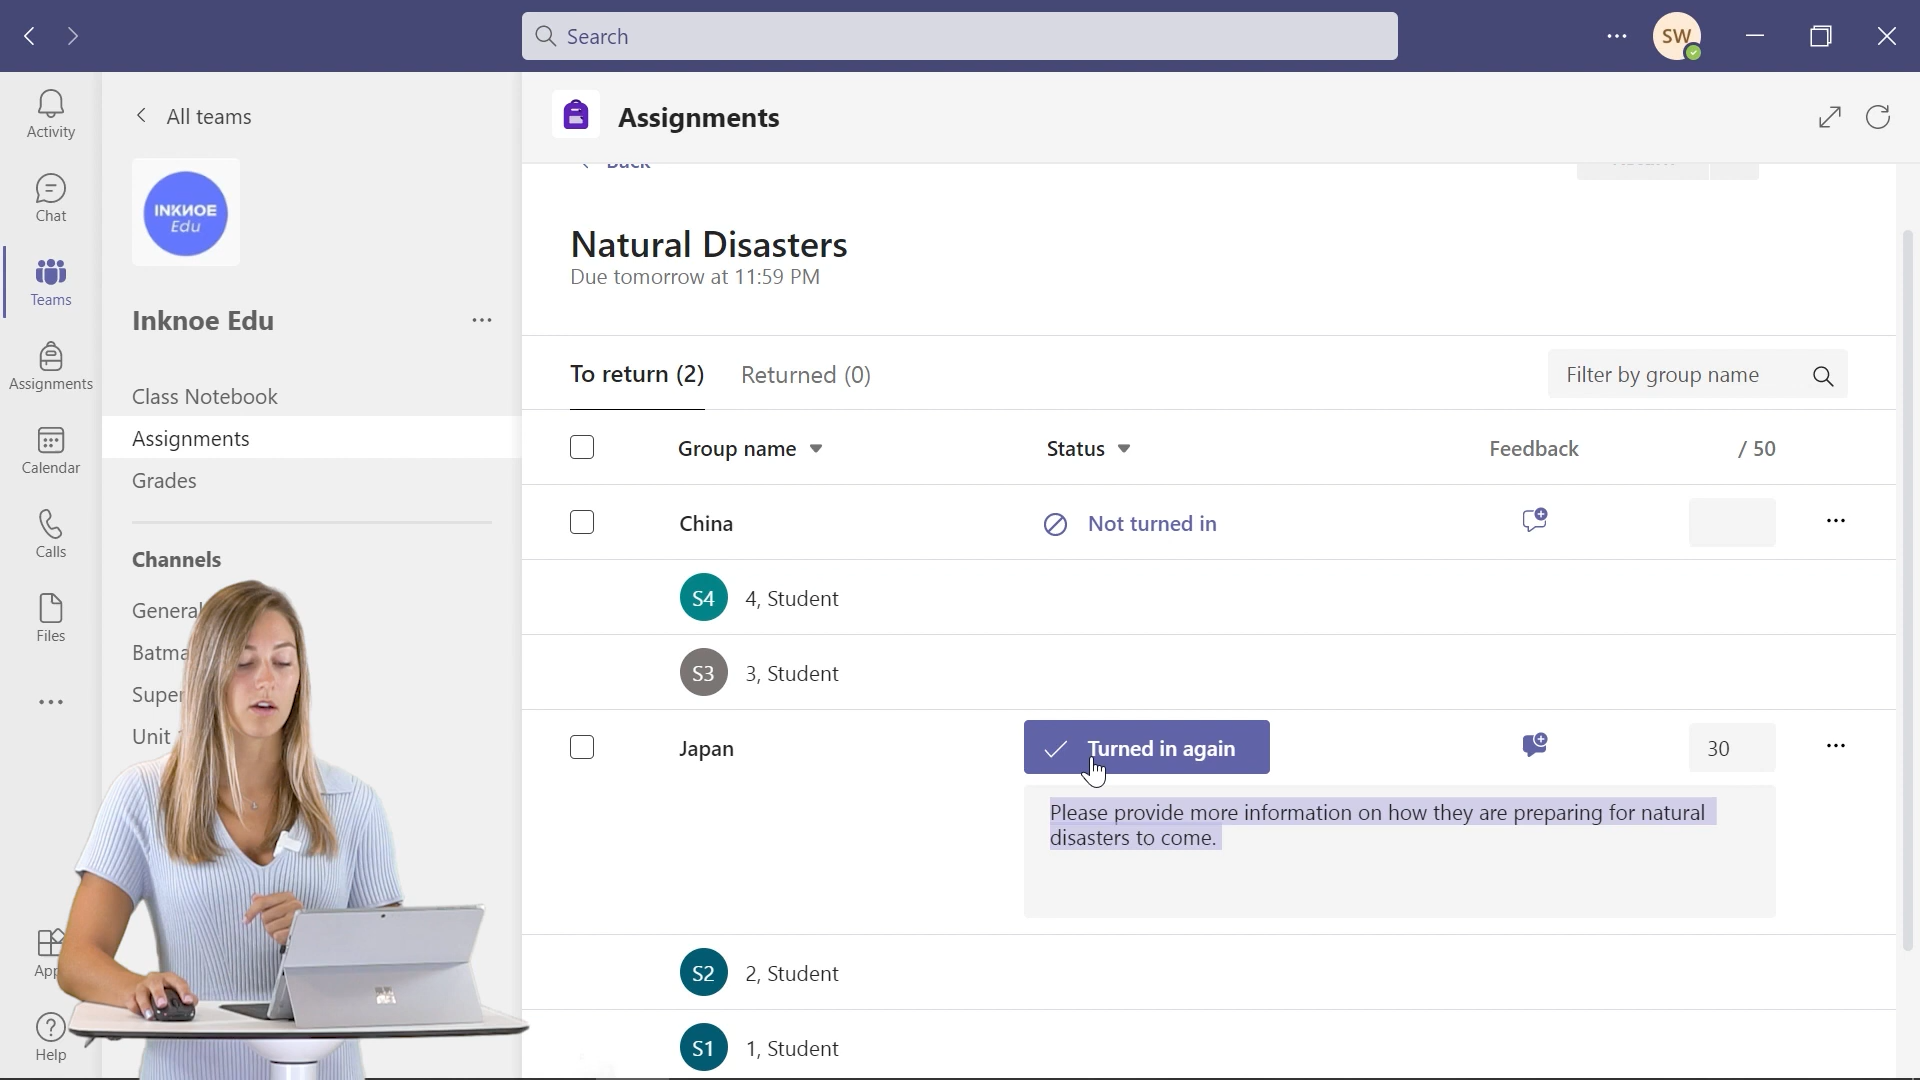 Search
SW
Activity
Chat
Teams
Assignments
Calendar
Calls
Files
Help
All teams
INKNOE
Edu
Inknoe Edu
Class Notebook
Assignments
Grades
Channels
General
Unit
Assignments
Back
Natural Disasters
Due tomorrow at 11:59 PM
To return (2) Returned (0) Filter by group name
Group name Status Feedback / 50
China Not turned in
S4 4, Student
S3 3, Student
Japan Turned in again 30
Please provide more information on how they are preparing for natural
disasters to come.
S2 2, Student
S1 1, Student